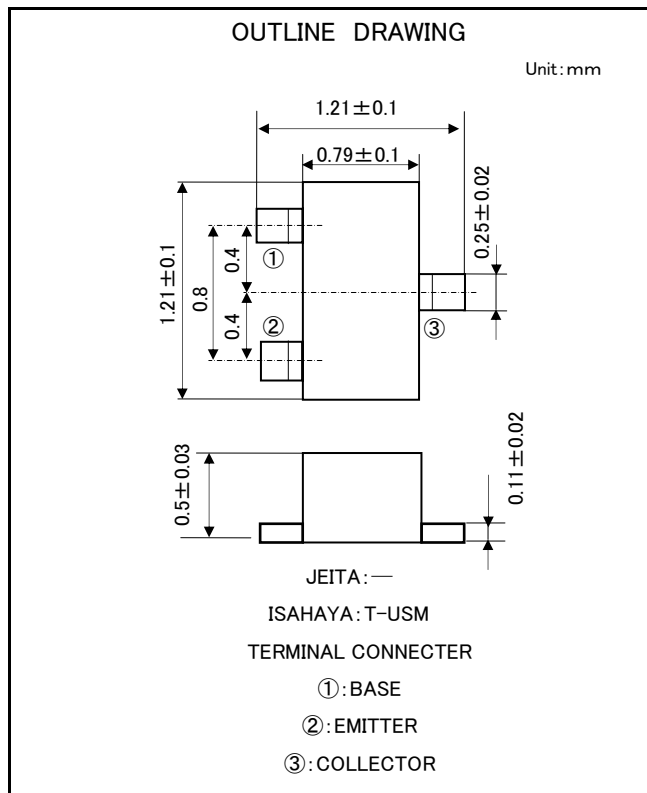 OUTLINE DRAWING
Unit:mm
1.21±0.1
0.79±0.1
0.25±0.02
1.21±0.1
0.8
0.4
0.4
①
②
③
0.5±0.03
0.11±0.02
JEITA:―
ISAHAYA:T-USM
TERMINAL CONNECTER
①:BASE
②:EMITTER
③:COLLECTOR